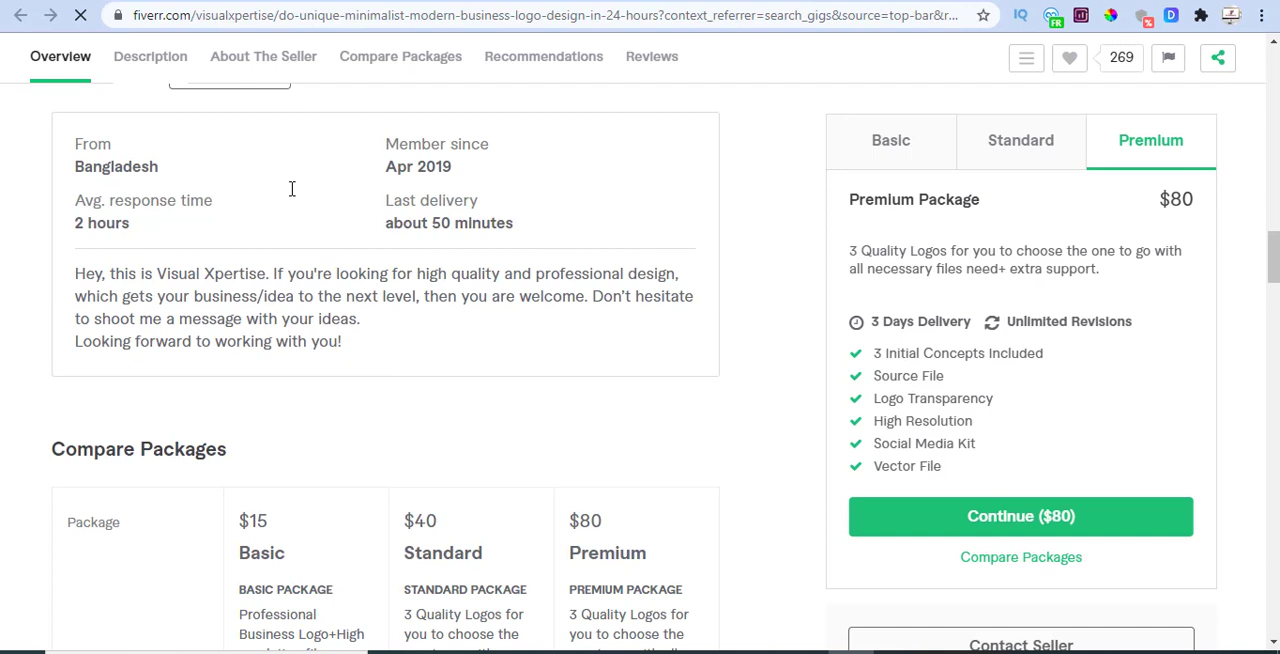 fiverr.com/visualxpertise/do-unique-minimalist-modern-business-logo-design-in-24-hours?context_referrer=search_gigs&source=top-bar&r...
Overview
Description
About The Seller
Compare Packages
Recommendations
Reviews
269
From
Bangladesh
Member since
Apr 2019
Avg. response time
2 hours
Last delivery
about 50 minutes
Hey, this is Visual Xpertise. If you're looking for high quality and professional design,
which gets your business/idea to the next level, then you are welcome. Don't hesitate
to shoot me a message with your ideas.
Looking forward to working with you!
Compare Packages
Package
$15
Basic
BASIC PACKAGE
Professional
Business Logo+High
$40
Standard
STANDARD PACKAGE
3 Quality Logos for
you to choose the
$80
Premium
PREMIUM PACKAGE
3 Quality Logos for
you to choose the
Basic
Standard
Premium
Premium Package
$80
3 Quality Logos for you to choose the one to go with
all necessary files need+ extra support.
3 Days Delivery
Unlimited Revisions
3 Initial Concepts Included
Source File
Logo Transparency
High Resolution
Social Media Kit
Vector File
Continue ($80)
Compare Packages
Contact Seller